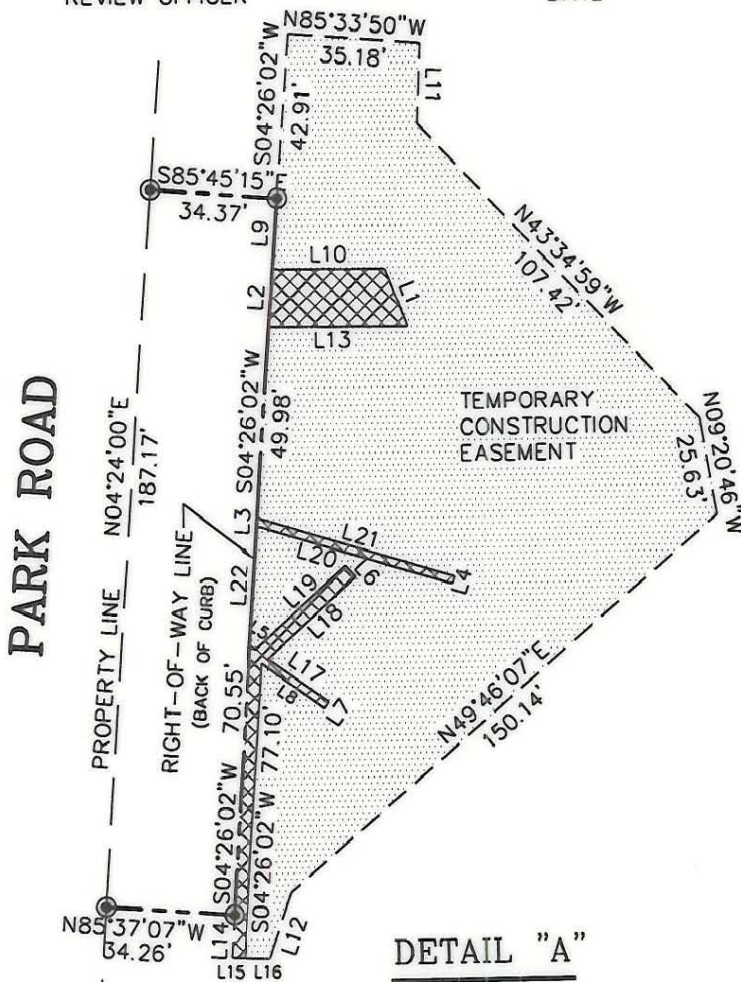 N85°33'50"W
35.18'
S04°26'02"W
42.91'
L11
S85°45'15"E
34.37'
L9
L10
L2
L1
L13
N43°34'59"W
107.42'
PARK ROAD
PROPERTY LINE N04°24'00"E
187.17'
S04°26'02"W
49.98'
TEMPORARY
CONSTRUCTION
EASEMENT
N09°20'46"W
25.63'
RIGHT-OF-WAY LINE
(BACK OF CURB)
L3
L21
L20
L4
L22
L19
L6
L18
L5
L17
L8
L7
S04°26'02"W 70.55'
S04°26'02"W 77.10'
N49°46'07"E
150.14'
N85°37'07"W
34.26'
L14
L12
L15 L16
DETAIL "A"